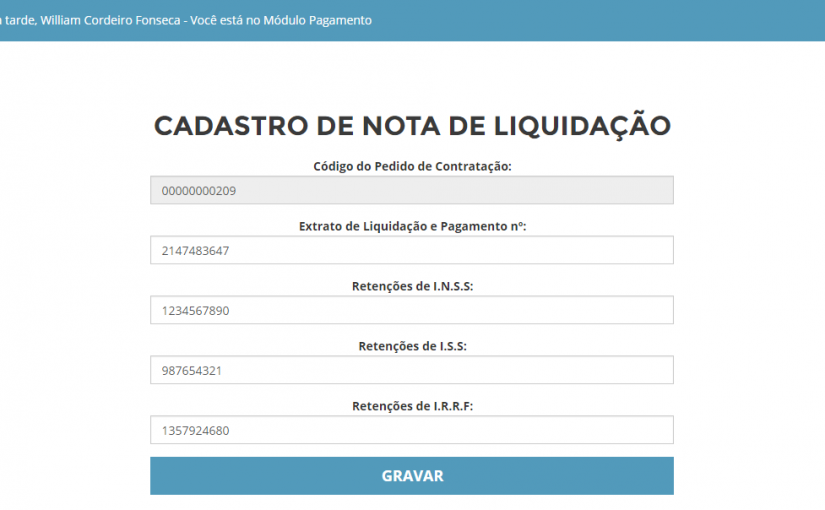 tarde, William Cordeiro Fonseca - Você está no Módulo Pagamento
CADASTRO DE NOTA DE LIQUIDAÇÃO
Código do Pedido de Contratação:
00000000209
Extrato de Liquidação e Pagamento nº:
2147483647
Retenções de I.N.S.S:
1234567890
Retenções de I.S.S:
987654321
Retenções de I.R.R.F:
1357924680
GRAVAR